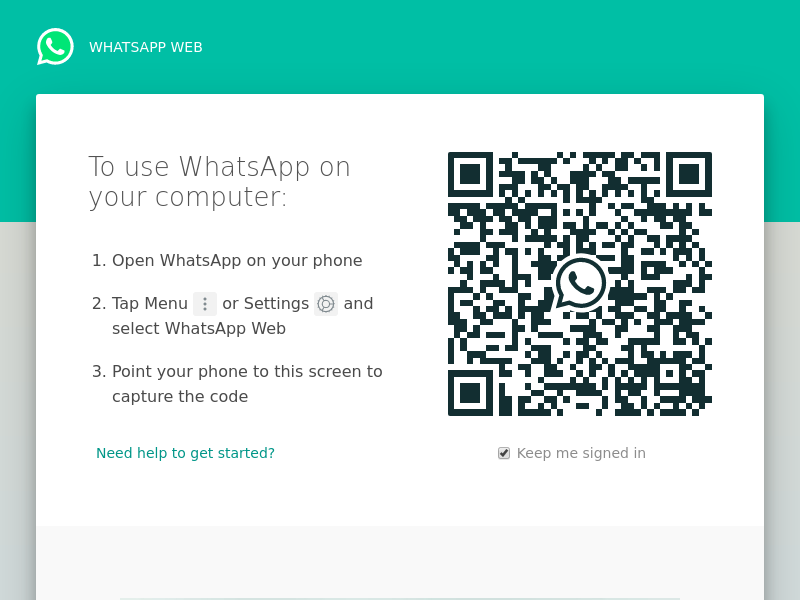 WHATSAPP WEB
To use WhatsApp on
your computer:
1. Open WhatsApp on your phone
2. Tap Menu or Settings and
select WhatsApp Web
3. Point your phone to this screen to
capture the code
Need help to get started?
Keep me signed in